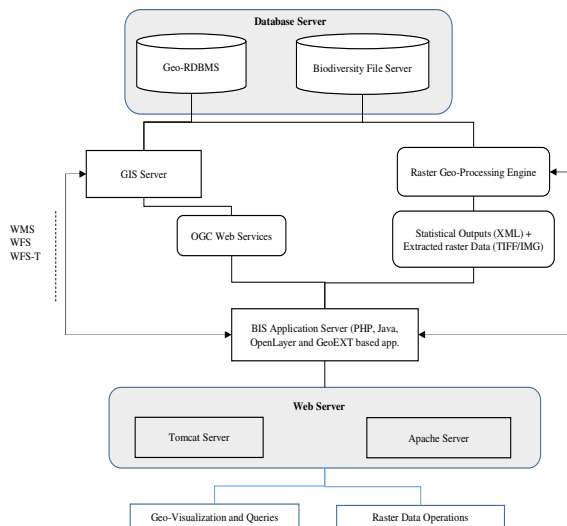 Database Server
Geo-RDBMS
Biodiversity File Server
GIS Server
Raster Geo-Processing Engine
WMS
WFS
WFS-T
OGC Web Services
Statistical Outputs (XML) +
Extracted raster Data (TIFF/IMG)
BIS Application Server (PHP, Java,
OpenLayer and GeoEXT based app.
Web Server
Tomcat Server
Apache Server
Geo-Visualization and Queries
Raster Data Operations